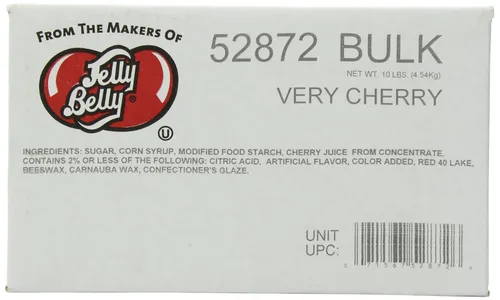 FROM THE MAKERS OF
Jelly
Belly®
U
52872 BULK
NET WT. 10 LBS. (4.54Kg)
VERY CHERRY
INGREDIENTS: SUGAR, CORN SYRUP, MODIFIED FOOD STARCH, CHERRY JUICE FROM CONCENTRATE,
CONTAINS 2% OR LESS OF THE FOLLOWING: CITRIC ACID, ARTIFICIAL FLAVOR, COLOR ADDED, RED 40 LAKE,
BEESWAX, CARNAUBA WAX, CONFECTIONER'S GLAZE.
UNIT
UPC: